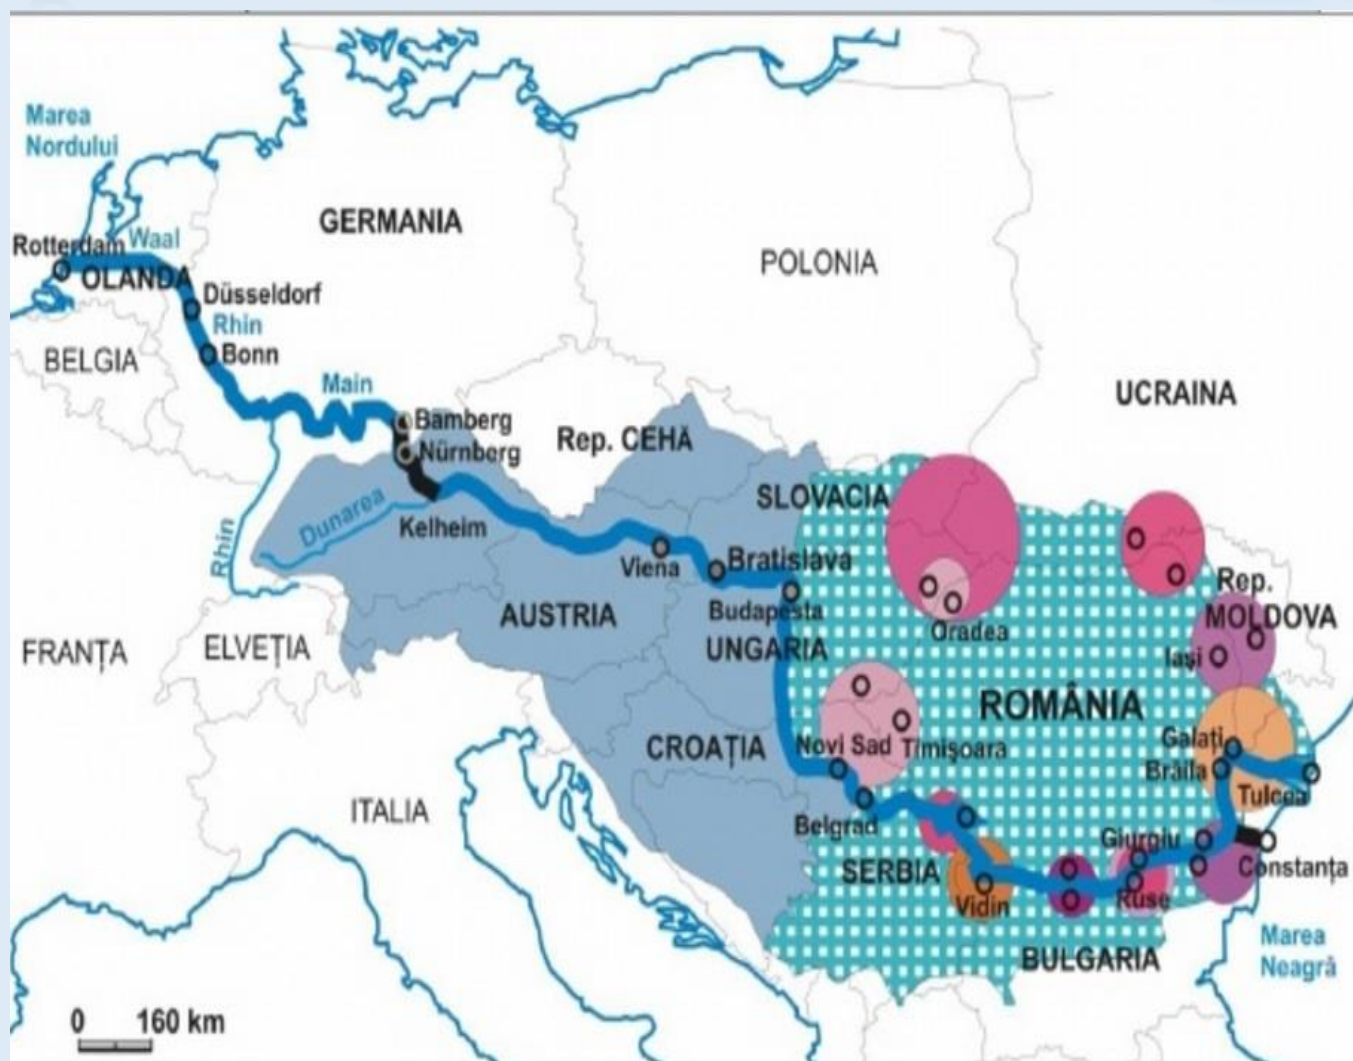 Marea
Nordului
GERMANIA
Rotterdam
Waal
POLONIA
OLANDA
Düsseldorf
Rhin
Bonn
BELGIA
Main
UCRAINA
Bamberg
Rep. CEHĂ
Nürnberg
SLOVACIA
Dunarea
Kelheim
Rhin
Viena
Bratislava
Rep.
MOLDOVA
Budapesta
AUSTRIA
Oradea
FRANȚA
ELVEȚIA
UNGARIA
Iași
ROMÂNIA
CROAȚIA
Novi Sad
Timișoara
Galați
Brăila
Tulcea
ITALIA
Belgrad
Giurgiu
SERBIA
Constanța
Vidin
Ruse
BULGARIA
Marea
Neagră
0 160 km